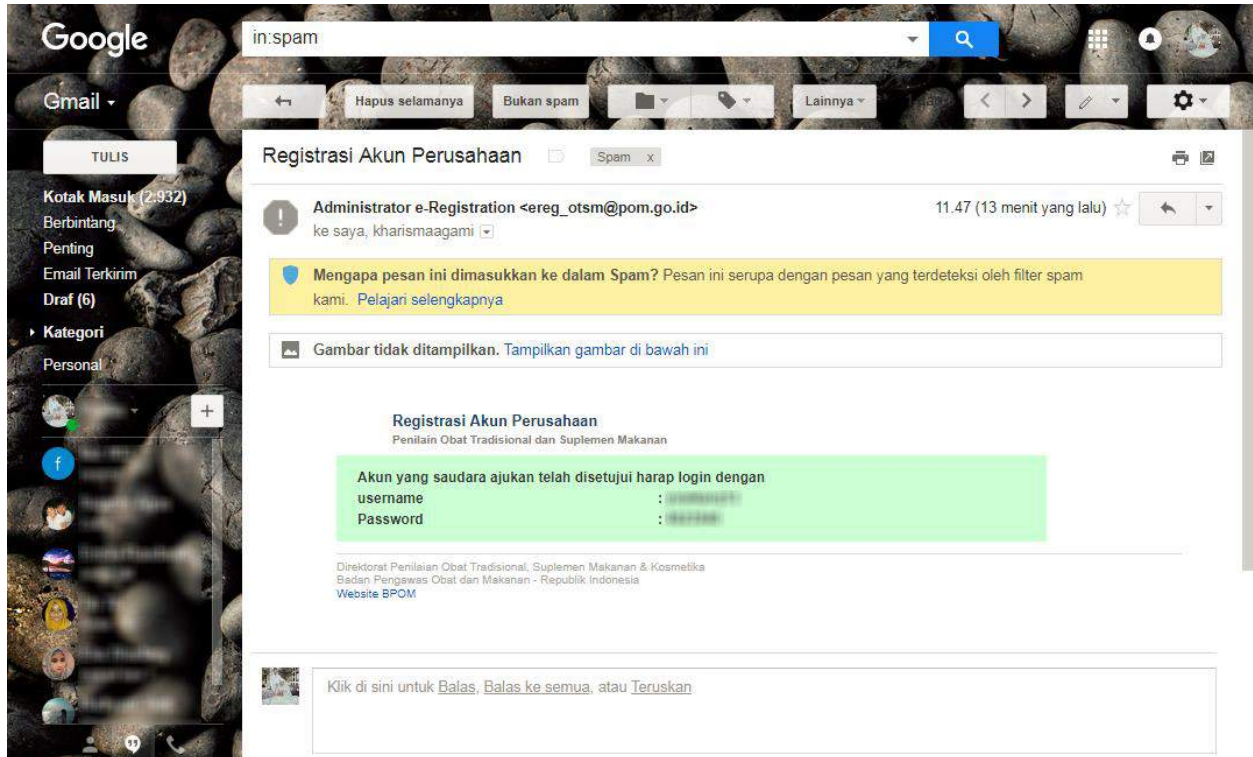 Google
in:spam
Gmail
Hapus selamanya
Bukan spam
Lainnya
TULIS
Registrasi Akun Perusahaan
Spam x
Kotak Masuk (2.932)
Berbintang
Penting
Email Terkirim
Draf (6)
Kategori
Personal
Administrator e-Registration <ereg_otsm@pom.go.id>
11.47 (13 menit yang lalu)
ke saya, kharismaagami
Mengapa pesan ini dimasukkan ke dalam Spam? Pesan ini serupa dengan pesan yang terdeteksi oleh filter spam
kami. Pelajari selengkapnya
Gambar tidak ditampilkan. Tampilkan gambar di bawah ini
Registrasi Akun Perusahaan
Penilain Obat Tradisional dan Suplemen Makanan
Akun yang saudara ajukan telah disetujui harap login dengan
username :
Password :
Direktorat Penilaian Obat Tradisional, Suplemen Makanan & Kosmetika
Badan Pengawas Obat dan Makanan - Republik Indonesia
Website BPOM
Klik di sini untuk Balas, Balas ke semua, atau Teruskan